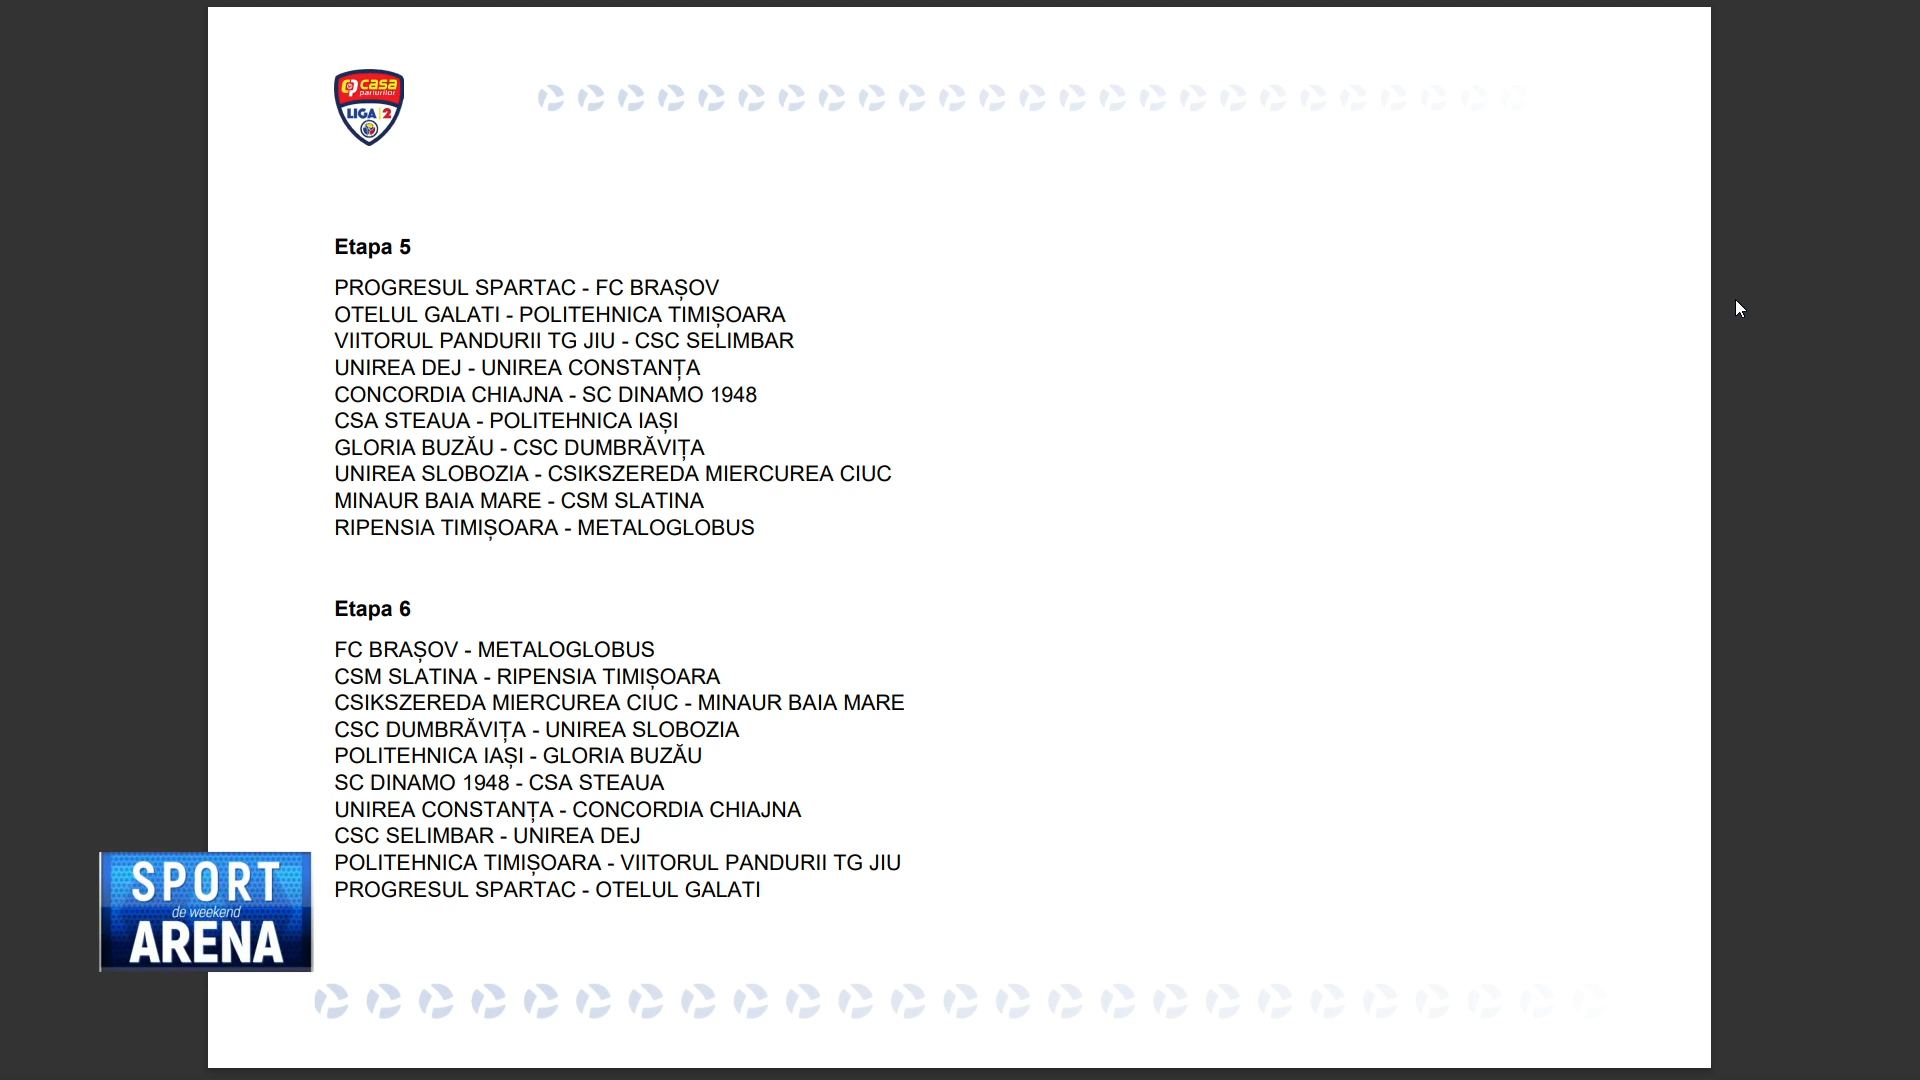 casa
pariurilor
LIGA 2
Etapa 5
PROGRESUL SPARTAC - FC BRAȘOV
OTELUL GALATI - POLITEHNICA TIMIȘOARA
VIITORUL PANDURII TG JIU - CSC SELIMBAR
UNIREA DEJ - UNIREA CONSTANȚA
CONCORDIA CHIAJNA - SC DINAMO 1948
CSA STEAUA - POLITEHNICA IAȘI
GLORIA BUZĂU - CSC DUMBRĂVIȚA
UNIREA SLOBOZIA - CSIKSZEREDA MIERCUREA CIUC
MINAUR BAIA MARE - CSM SLATINA
RIPENSIA TIMIȘOARA - METALOGLOBUS
Etapa 6
FC BRAȘOV - METALOGLOBUS
CSM SLATINA - RIPENSIA TIMIȘOARA
CSIKSZEREDA MIERCUREA CIUC - MINAUR BAIA MARE
CSC DUMBRĂVIȚA - UNIREA SLOBOZIA
POLITEHNICA IAȘI - GLORIA BUZĂU
SC DINAMO 1948 - CSA STEAUA
UNIREA CONSTANȚA - CONCORDIA CHIAJNA
CSC SELIMBAR - UNIREA DEJ
POLITEHNICA TIMIȘOARA - VIITORUL PANDURII TG JIU
PROGRESUL SPARTAC - OTELUL GALATI
SPORT
de weekend
ARENA